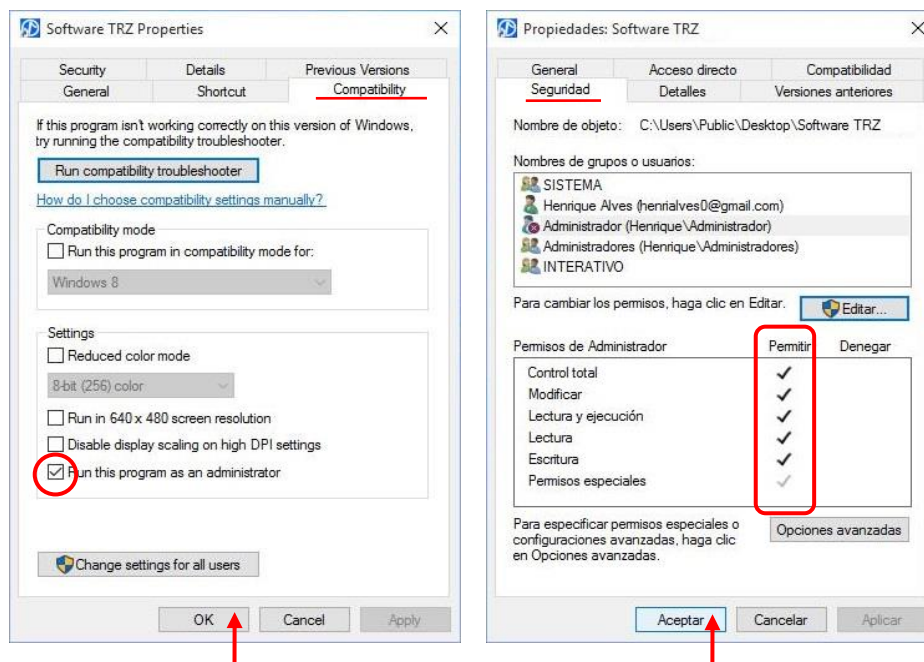 Software TRZ Properties
Security Details Previous Versions
General Shortcut Compatibility
If this program isn't working correctly on this version of Windows,
try running the compatibility troubleshooter.
Run compatibility troubleshooter
How do I choose compatibility settings manually?
Compatibility mode
Run this program in compatibility mode for:
Windows 8
Settings
Reduced color mode
8-bit (256) color
Run in 640 x 480 screen resolution
Disable display scaling on high DPI settings
Run this program as an administrator
Change settings for all users
OK Cancel Apply
Propiedades: Software TRZ
General Acceso directo Compatibilidad
Seguridad Detalles Versiones anteriores
Nombre de objeto: C:\Users\Public\Desktop\Software TRZ
Nombres de grupos o usuarios:
SISTEMA
Henrique Alves (henrialves0@gmail.com)
Administrador (Henrique\Administrador)
Administradores (Henrique\Administradores)
INTERATIVO
Para cambiar los permisos, haga clic en Editar. Editar...
Permisos de Administrador Permitir Denegar
Control total
Modificar
Lectura y ejecución
Lectura
Escritura
Permisos especiales
Para especificar permisos especiales o
configuraciones avanzadas, haga clic
en Opciones avanzadas.
Opciones avanzadas
Aceptar Cancelar Aplicar